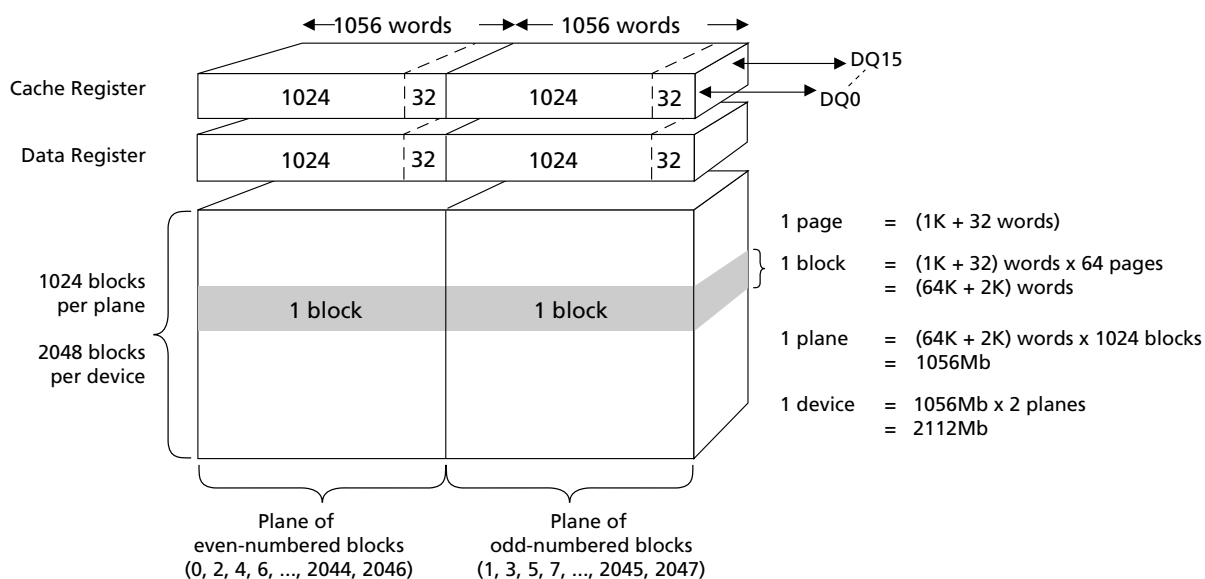 1056 words 1056 words
DQ15
DQ0
Cache Register
1024 32 1024 32
Data Register
1024 32 1024 32
1024 blocks
per plane
2048 blocks
per device
1 block 1 block
1 page = (1K + 32 words)
1 block = (1K + 32) words x 64 pages
= (64K + 2K) words
1 plane = (64K + 2K) words x 1024 blocks
= 1056Mb
1 device = 1056Mb x 2 planes
= 2112Mb
Plane of
even-numbered blocks
(0, 2, 4, 6, ..., 2044, 2046)
Plane of
odd-numbered blocks
(1, 3, 5, 7, ..., 2045, 2047)